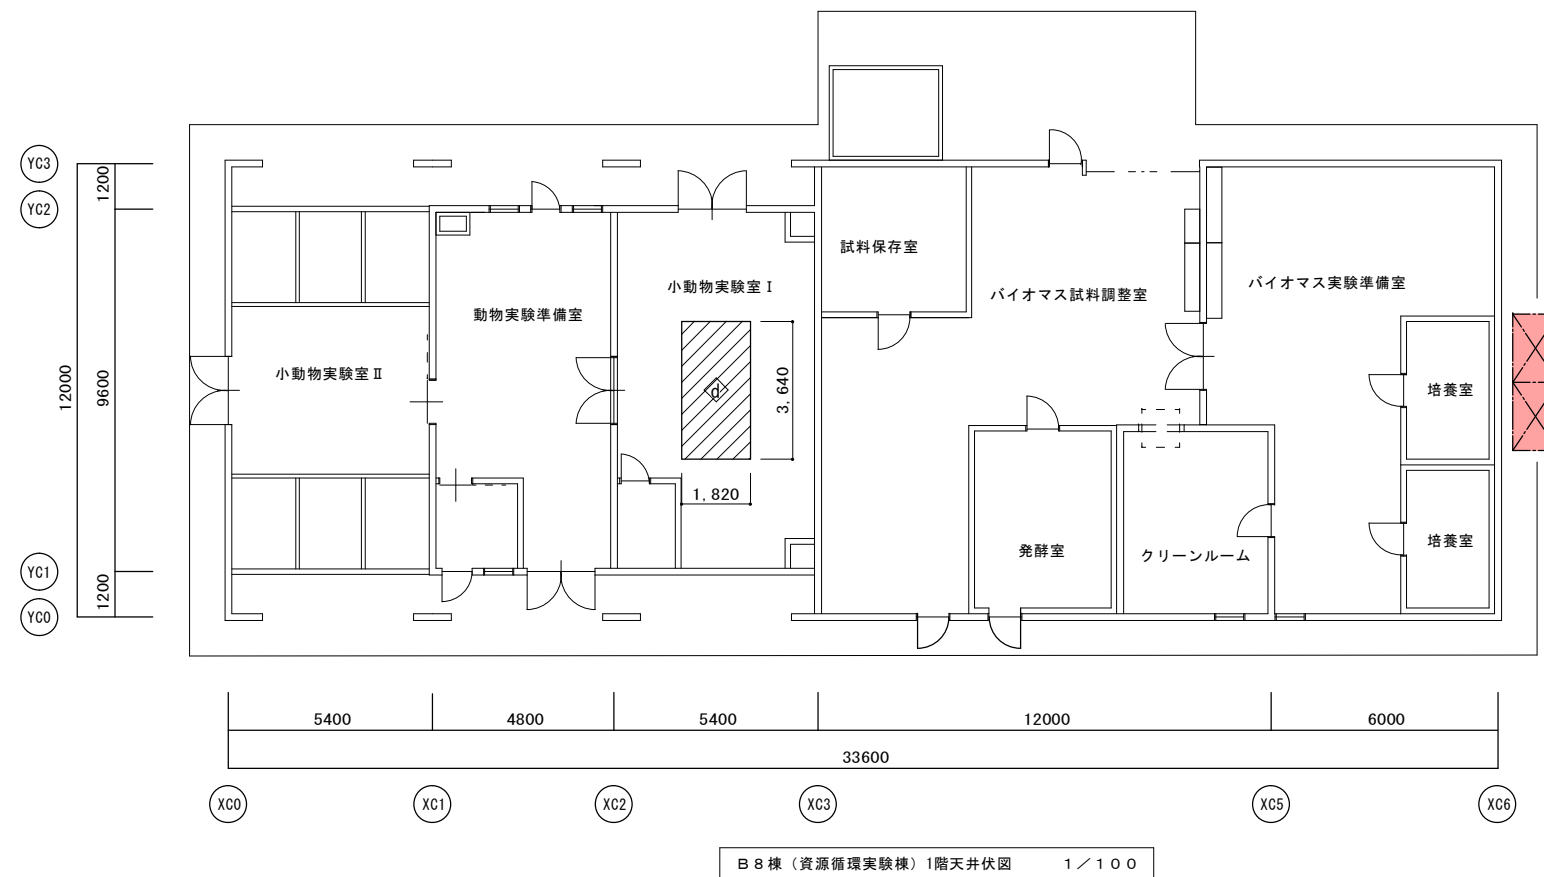 YC3
YC2
YC1
YC0
1200
9600
1200
12000
小動物実験室Ⅱ
動物実験準備室
小動物実験室Ⅰ
d
3,640
1,820
試料保存室
バイオマス試料調整室
バイオマス実験準備室
培養室
培養室
発酵室
クリーンルーム
5400
4800
5400
12000
6000
33600
XC0
XC1
XC2
XC3
XC5
XC6
B8棟(資源循環実験棟)1階天井伏図 1/100